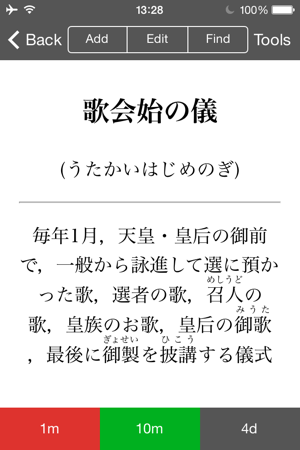 13:28 100%
Back Add Edit Find Tools
歌会始の儀
(うたかいはじめのぎ)
毎年1月，天皇・皇后の御前
で，一般から詠進して選に預か
めしうど
った歌，選者の歌，召人の
みうた
歌，皇族のお歌，皇后の御歌
ぎょせい ひこう
，最後に御製を披講する儀式
1m 10m 4d